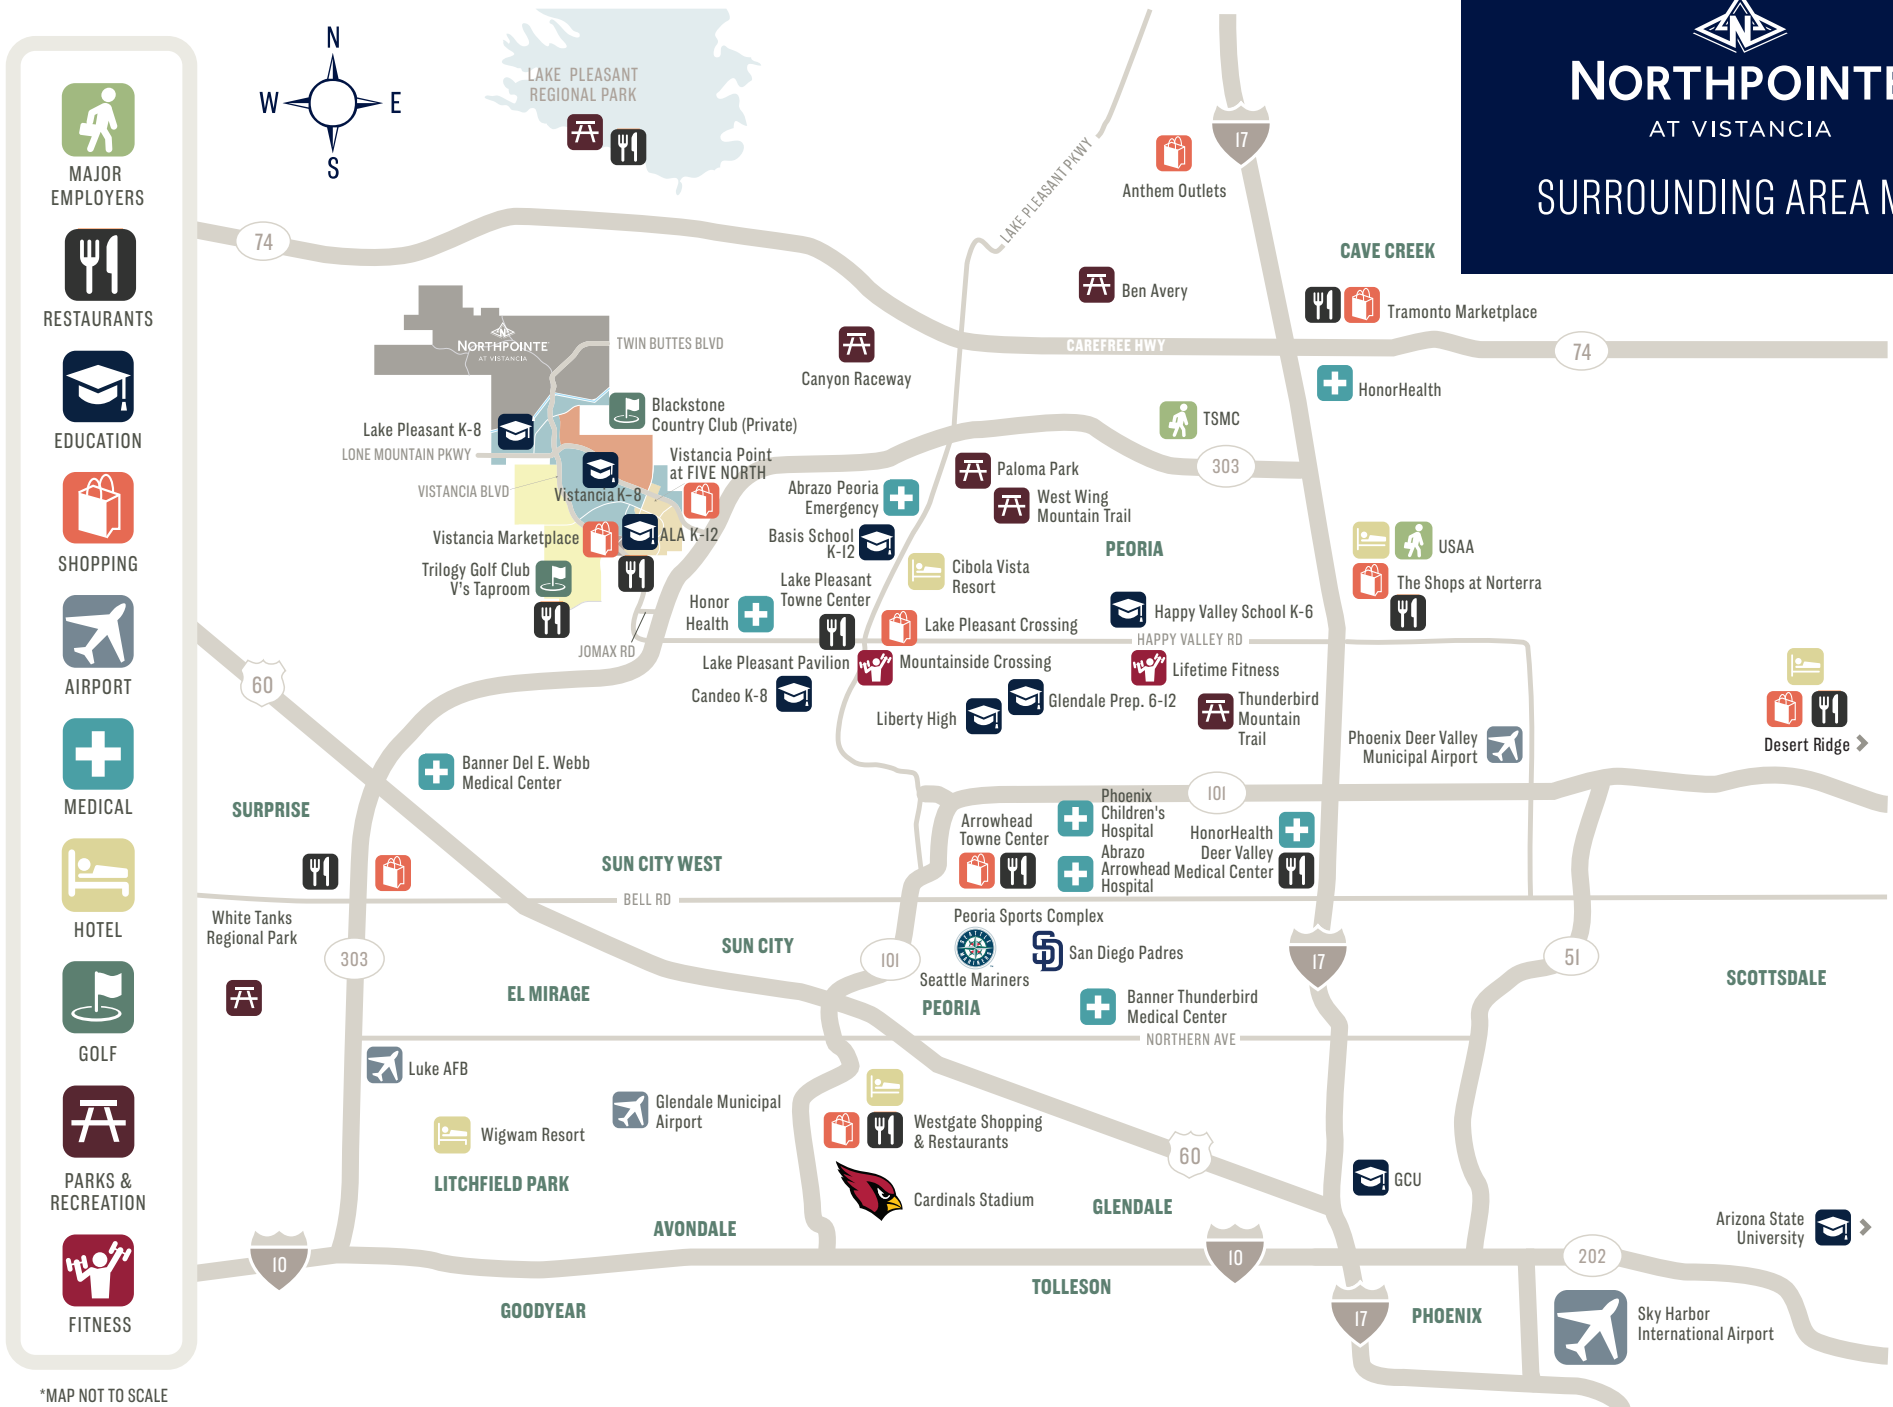 NORTHPOINTE
AT VISTANCIA
SURROUNDING AREA M
MAJOR
EMPLOYERS
RESTAURANTS
EDUCATION
SHOPPING
AIRPORT
MEDICAL
HOTEL
GOLF
PARKS &
RECREATION
FITNESS
*MAP NOT TO SCALE
N
W
E
S
LAKE PLEASANT
REGIONAL PARK
LAKE PLEASANT PKWY
17
Anthem Outlets
74
CAVE CREEK
Ben Avery
Tramonto Marketplace
NORTHPOINTE
AT VISTANCIA
TWIN BUTTES BLVD
Canyon Raceway
CAREFREE HWY
74
HonorHealth
Blackstone
Country Club (Private)
TSMC
Lake Pleasant K-8
LONE MOUNTAIN PKWY
Vistancia Point
at FIVE NORTH
303
VISTANCIA BLVD
Vistancia K-8
Abrazo Peoria
Emergency
Paloma Park
West Wing
Mountain Trail
Vistancia Marketplace
ALA K-12
Basis School
K-12
PEORIA
USAA
Trilogy Golf Club
V's Taproom
Lake Pleasant
Towne Center
Cibola Vista
Resort
The Shops at Norterra
Honor
Health
Lake Pleasant Crossing
Happy Valley School K-6
JOMAX RD
HAPPY VALLEY RD
Lake Pleasant Pavilion
Mountainside Crossing
Lifetime Fitness
60
Candeo K-8
Liberty High
Glendale Prep. 6-12
Thunderbird
Mountain
Trail
Phoenix Deer Valley
Municipal Airport
Desert Ridge
Banner Del E. Webb
Medical Center
101
SURPRISE
Arrowhead
Towne Center
Phoenix
Children's
Hospital
HonorHealth
Deer Valley
Medical Center
Abrazo
Arrowhead
Hospital
SUN CITY WEST
BELL RD
White Tanks
Regional Park
Peoria Sports Complex
SUN CITY
303
101
SEATTLE
MARINERS
Seattle Mariners
SD
San Diego Padres
17
51
SCOTTSDALE
EL MIRAGE
PEORIA
Banner Thunderbird
Medical Center
NORTHERN AVE
Luke AFB
Glendale Municipal
Airport
Wigwam Resort
Westgate Shopping
& Restaurants
60
LITCHFIELD PARK
Cardinals Stadium
GCU
GLENDALE
AVONDALE
Arizona State
University
10
10
202
TOLLESON
GOODYEAR
17
PHOENIX
Sky Harbor
International Airport